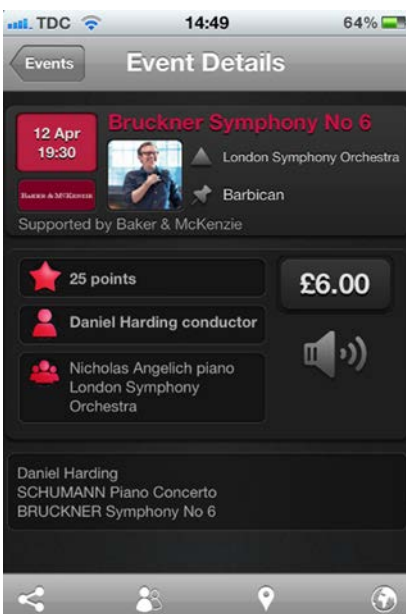 TDC 14:49 64%
Events Event Details
Bruckner Symphony No 6
12 Apr
19:30
London Symphony Orchestra
BAKER & MCKENZIE
Barbican
Supported by Baker & McKenzie
25 points
£6.00
Daniel Harding conductor
Nicholas Angelich piano
London Symphony
Orchestra
Daniel Harding
SCHUMANN Piano Concerto
BRUCKNER Symphony No 6